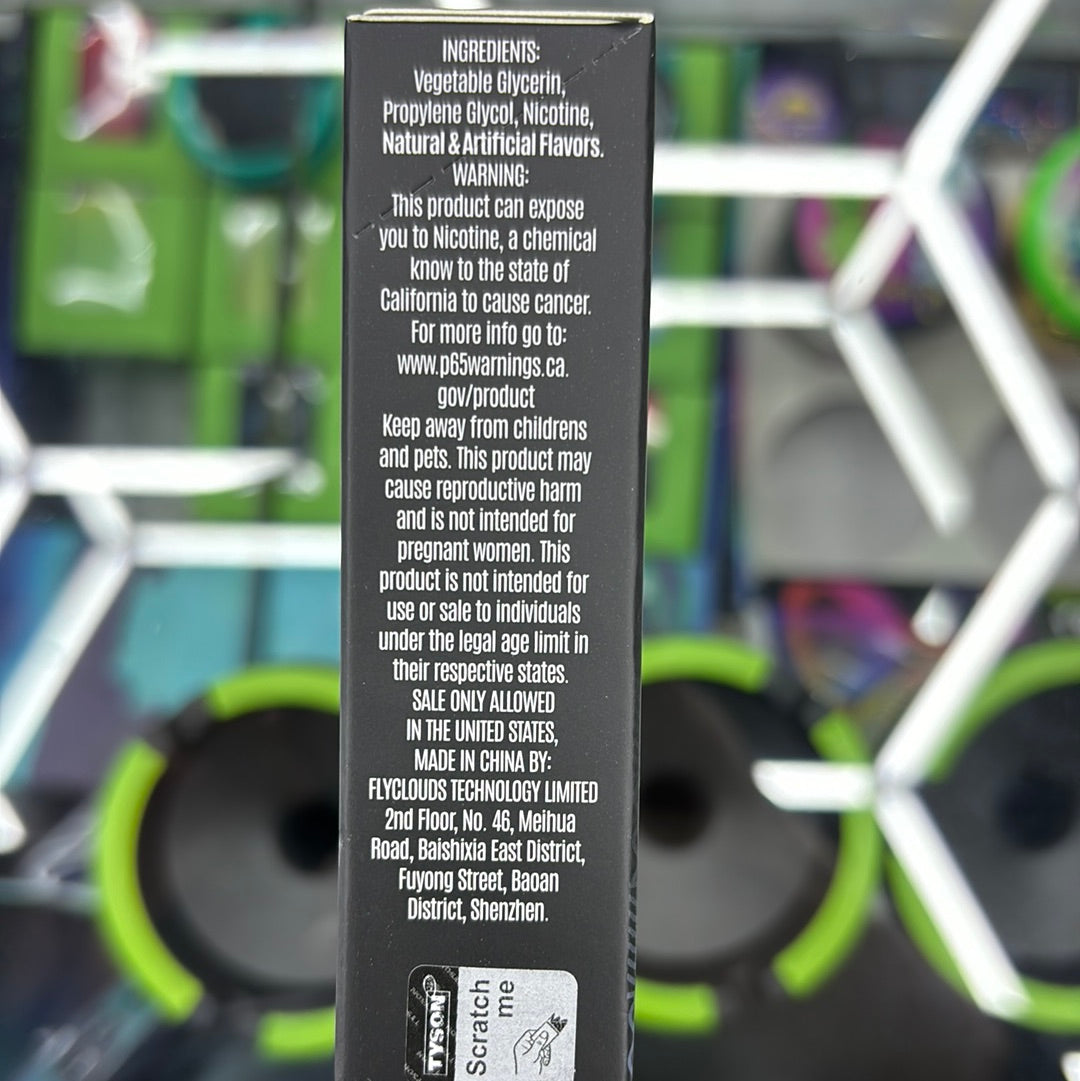 INGREDIENTS:
Vegetable Glycerin,
Propylene Glycol, Nicotine,
Natural & Artificial Flavors.
WARNING:
This product can expose
you to Nicotine, a chemical
know to the state of
California to cause cancer.
For more info go to:
www.p65warnings.ca.
gov/product
Keep away from childrens
and pets. This product may
cause reproductive harm
and is not intended for
pregnant women. This
product is not intended for
use or sale to individuals
under the legal age limit in
their respective states.
SALE ONLY ALLOWED
IN THE UNITED STATES,
MADE IN CHINA BY:
FLYCLOUDS TECHNOLOGY LIMITED
2nd Floor, No. 46, Meihua
Road, Baishixia East District,
Fuyong Street, Baoan
District, Shenzhen.
TYSON
Scratch
me